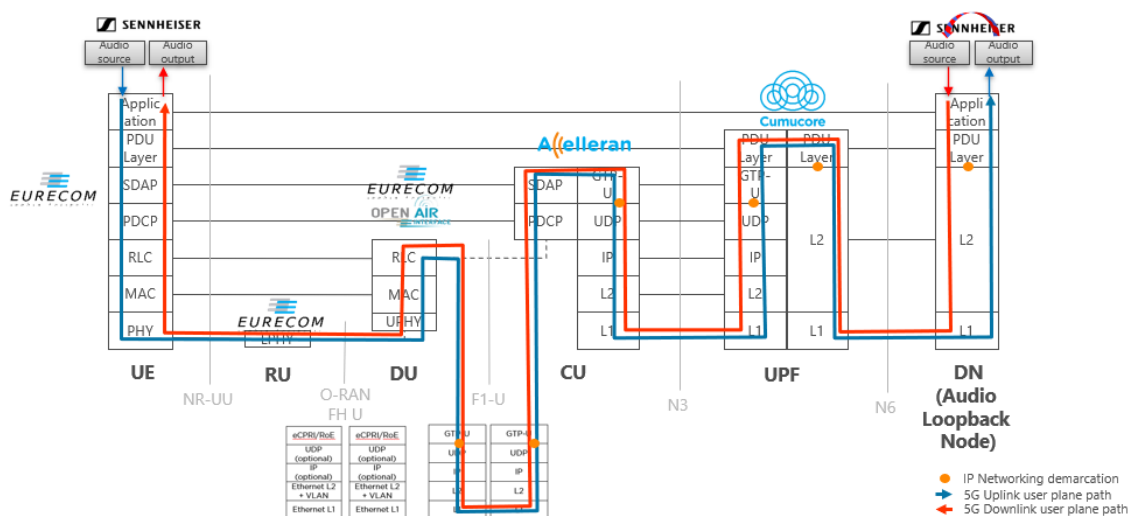 SENNHEISER
SENNHEISER
Audio source
Audio output
Audio source
Audio output
Application
PDU Layer
SDAP
PDCP
RLC
MAC
PHY
UE
EURECOM
NR-UU
EURECOM
RU
O-RAN
FH U
EURECOM
OPEN AIR
INTERFACE
RLC
MAC
UPHY
DU
F1-U
Accelleran
SDAP
PDCP
GTP-U
UDP
IP
L2
L1
CU
N3
Cumucore
PDU Layer
GTP-U
UDP
IP
L2
L1
PDU Layer
L2
L1
UPF
N6
Application
PDU Layer
L2
L1
DN
(Audio
Loopback
Node)
eCPRI/RoE
UDP
(optional)
IP
(optional)
Ethernet L2
+ VLAN
Ethernet L1
eCPRI/RoE
UDP
(optional)
IP
(optional)
Ethernet L2
+ VLAN
Ethernet L1
GTP-U
UDP
IP
L2
GTP-U
UDP
IP
L2
L1
IP Networking demarcation
5G Uplink user plane path
5G Downlink user plane path